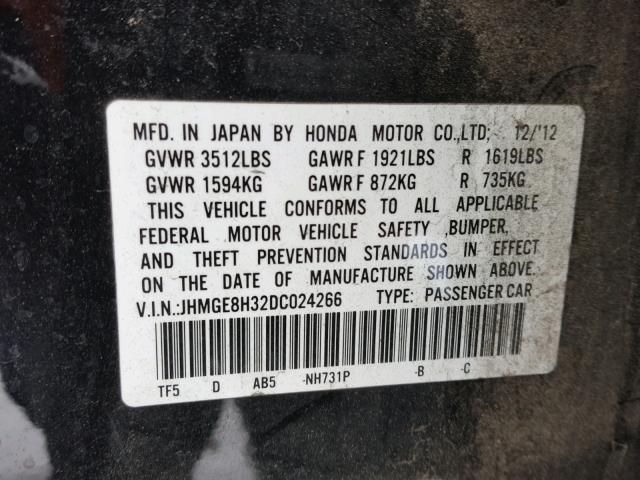 MFD. IN JAPAN BY HONDA MOTOR CO.,LTD; 12/'12
GVWR 3512LBS GAWR F 1921LBS R 1619LBS
GVWR 1594KG GAWR F 872KG R 735KG
THIS VEHICLE CONFORMS TO ALL APPLICABLE
FEDERAL MOTOR VEHICLE SAFETY ,BUMPER,
AND THEFT PREVENTION STANDARDS IN EFFECT
ON THE DATE OF MANUFACTURE SHOWN ABOVE.
V.I.N.:JHMGE8H32DC024266 TYPE: PASSENGER CAR
TF5 D AB5 -NH731P -B -C